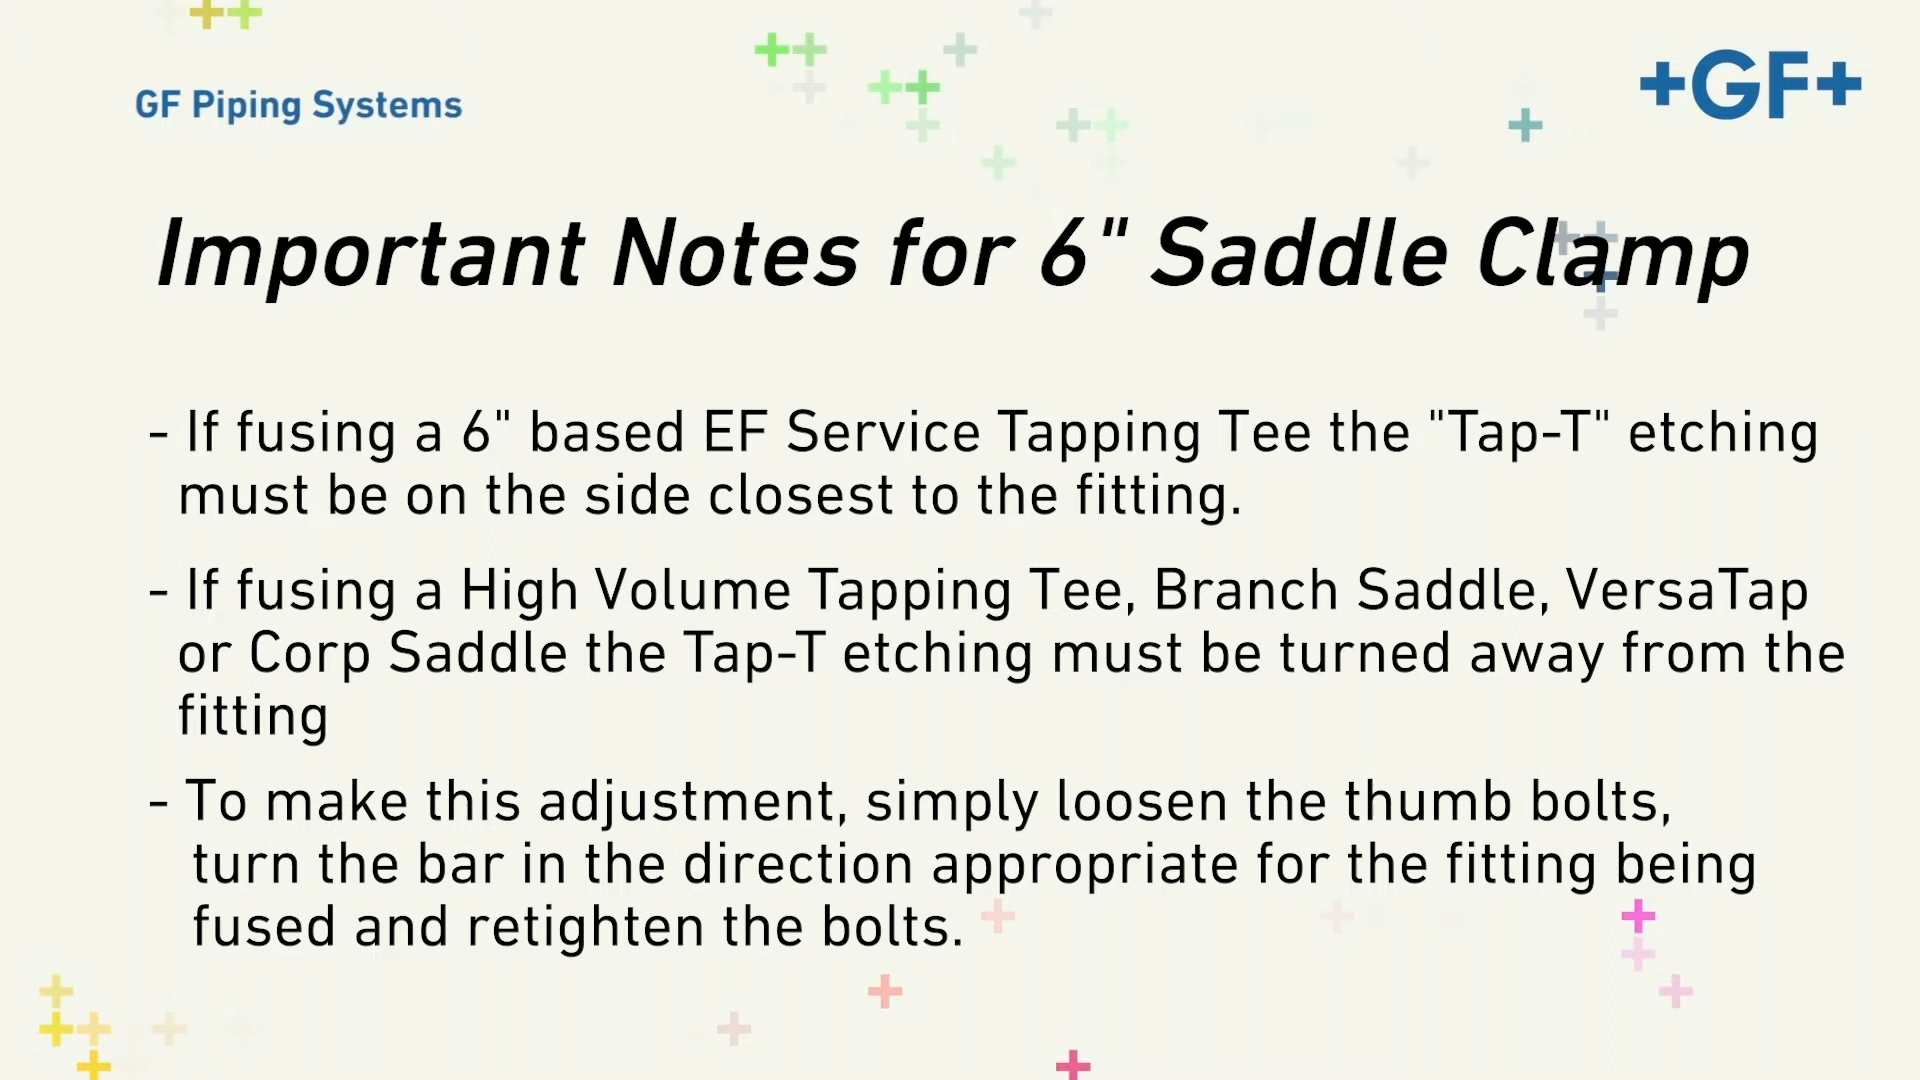 GF Piping Systems
+GF+
Important Notes for 6" Saddle Clamp
- If fusing a 6" based EF Service Tapping Tee the "Tap-T" etching
must be on the side closest to the fitting.
- If fusing a High Volume Tapping Tee, Branch Saddle, VersaTap
or Corp Saddle the Tap-T etching must be turned away from the
fitting
- To make this adjustment, simply loosen the thumb bolts,
turn the bar in the direction appropriate for the fitting being
fused and retighten the bolts.